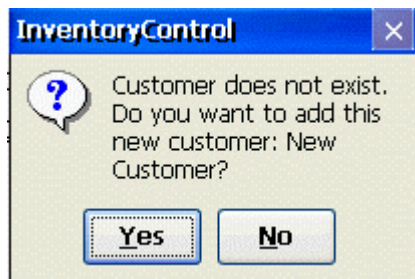 InventoryControl
Customer does not exist.
Do you want to add this
new customer: New
Customer?
Yes
No